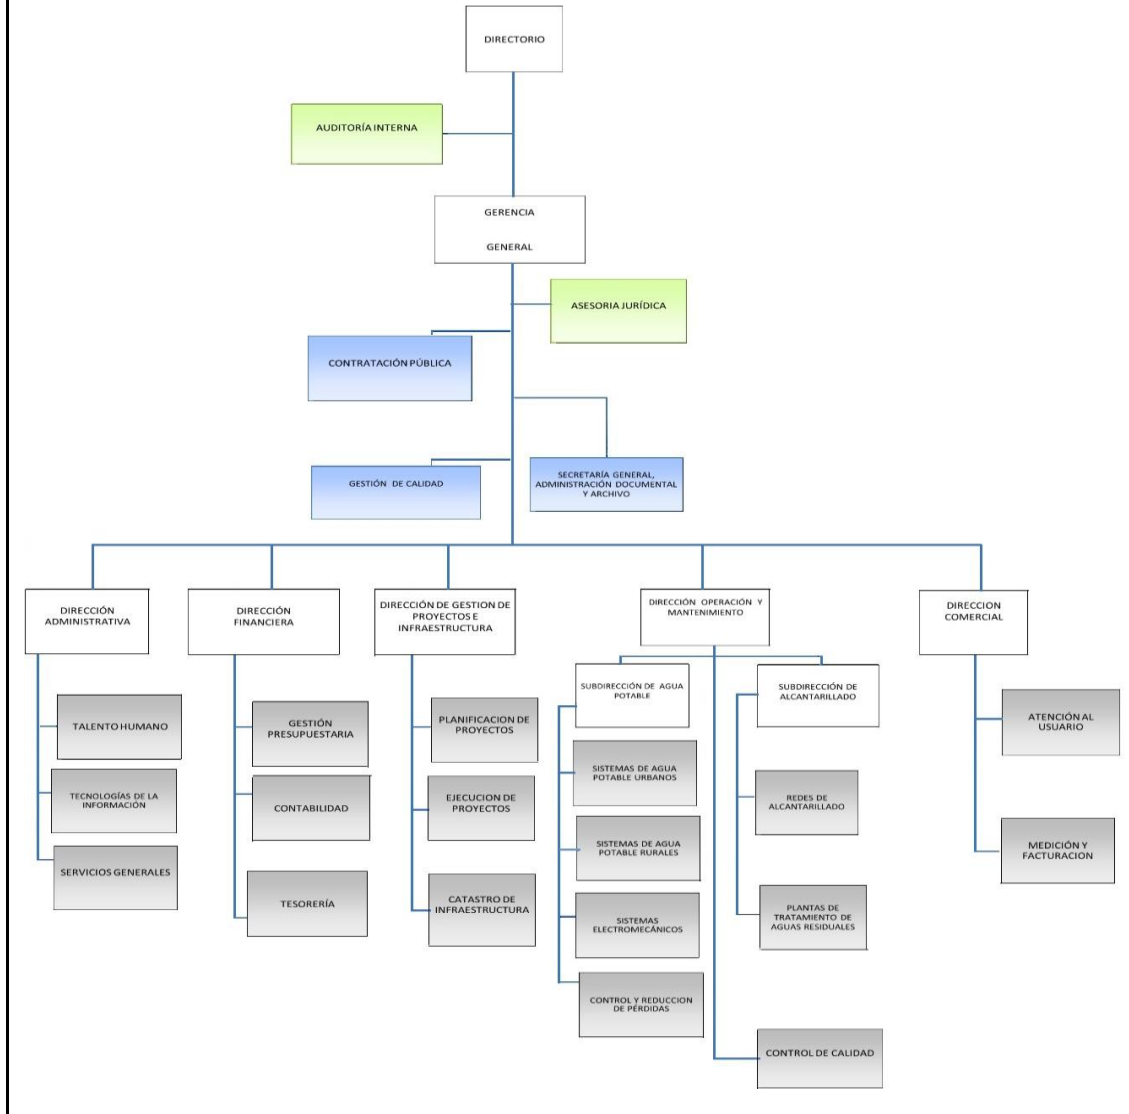 DIRECTORIO
AUDITORÍA INTERNA
GERENCIA
GENERAL
ASESORIA JURÍDICA
CONTRATACIÓN PÚBLICA
SECRETARÍA GENERAL,
ADMINISTRACIÓN DOCUMENTAL
Y ARCHIVO
GESTIÓN DE CALIDAD
DIRECCIÓN
ADMINISTRATIVA
DIRECCIÓN
FINANCIERA
DIRECCIÓN DE GESTION DE
PROYECTOS E
INFRAESTRUCTURA
DIRECCIÓN OPERACIÓN Y
MANTENIMIENTO
DIRECCION
COMERCIAL
TALENTO HUMANO
TECNOLOGÍAS DE LA
INFORMACIÓN
SERVICIOS GENERALES
GESTIÓN
PRESUPUESTARIA
CONTABILIDAD
TESORERÍA
PLANIFICACION DE
PROYECTOS
EJECUCION DE
PROYECTOS
CATASTRO DE
INFRAESTRUCTURA
SUBDIRECCIÓN DE AGUA
POTABLE
SISTEMAS DE AGUA
POTABLE URBANOS
SISTEMAS DE AGUA
POTABLE RURALES
SISTEMAS
ELECTROMECÁNICOS
CONTROL Y REDUCCION
DE PÉRDIDAS
SUBDIRECCIÓN DE
ALCANTARILLADO
REDES DE
ALCANTARILLADO
PLANTAS DE
TRATAMIENTO DE
AGUAS RESIDUALES
CONTROL DE CALIDAD
ATENCIÓN AL
USUARIO
MEDICIÓN Y
FACTURACION